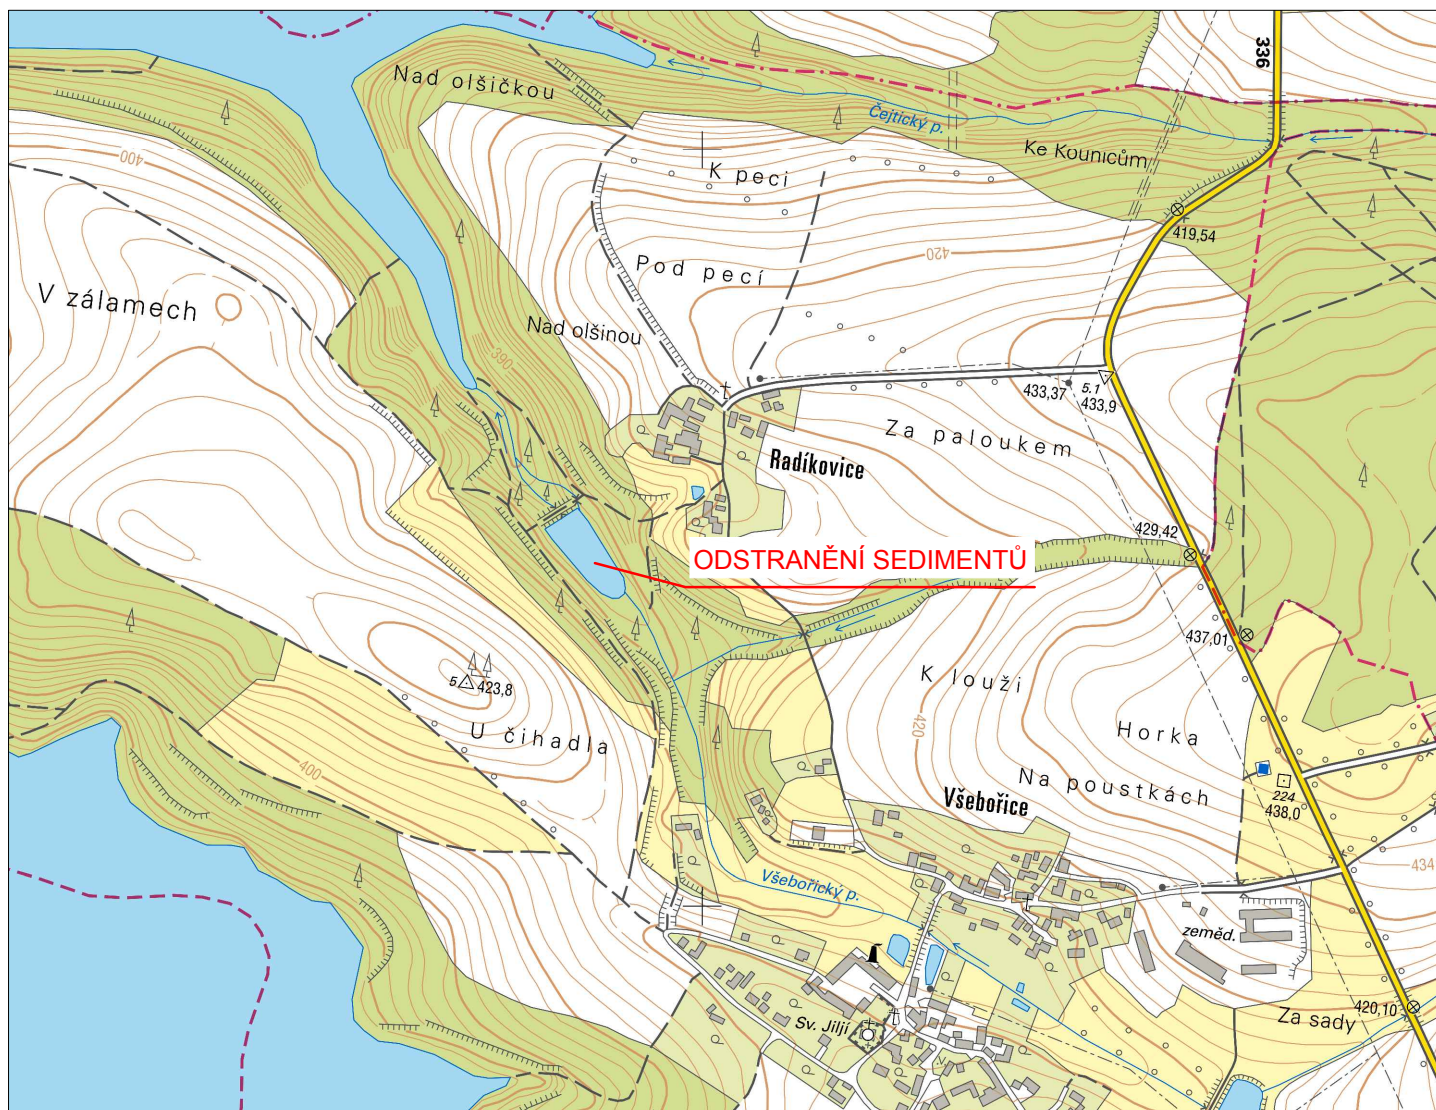 336
Nad olšičkou
Čejtický p.
Ke Kounicům
400
K peci
419,54
420
Pod pecí
V zálamech
Nad olšinou
390
433,37
5.1
433,9
Za paloukem
Radíkovice
429,42
ODSTRANĚNÍ SEDIMENTŮ
437,01
K louži
5
423,8
420
U čihadla
Horka
400
Na poustkách
224
438,0
Všebořice
434
Všebořický p.
zeměd.
420,10
Za sady
Sv. Jiljí